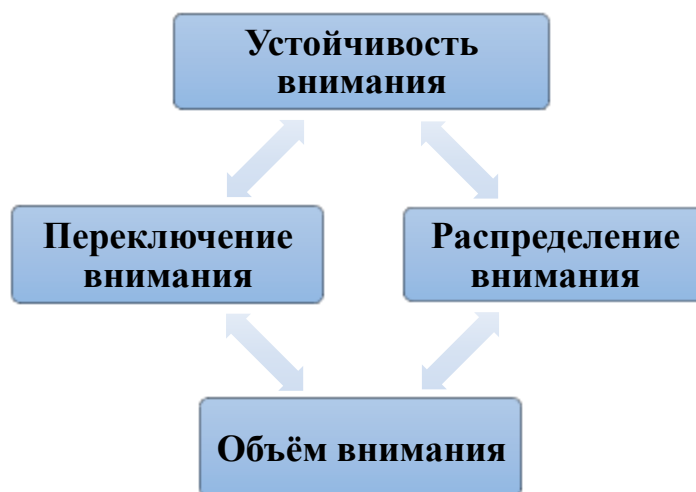 Устойчивость
внимания
Переключение
внимания
Распределение
внимания
Объём внимания